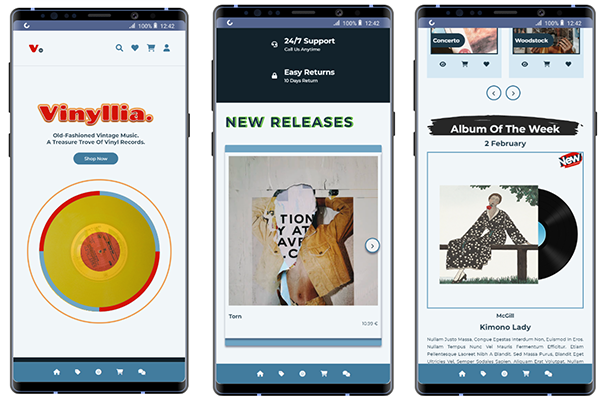 100% 12:42
V.
Vinyllia.
Old-Fashioned Vintage Music.
A Treasure Trove Of Vinyl Records.
Shop Now
100% 12:42
24/7 Support
Call Us Anytime
Easy Returns
10 Days Return
NEW RELEASES
TION
Y AT
AVE
Torn
10.39 €
100% 12:42
Concerto
Woodstock
Album Of The Week
2 February
New
McGill
Kimono Lady
Nullam Justo Massa, Congue Egestas Interdum Non, Euismod In Eros.
Nullam Tempus Nunc Vel Mauris Fermentum Efficitur. Etiam
Pellentesque Laoreet Nibh A Blandit. Sed Massa Purus, Blandit Eget
Ultricies Vel, Semper Sodales Sapien. Aliquam Erat Volutpat. Nullam